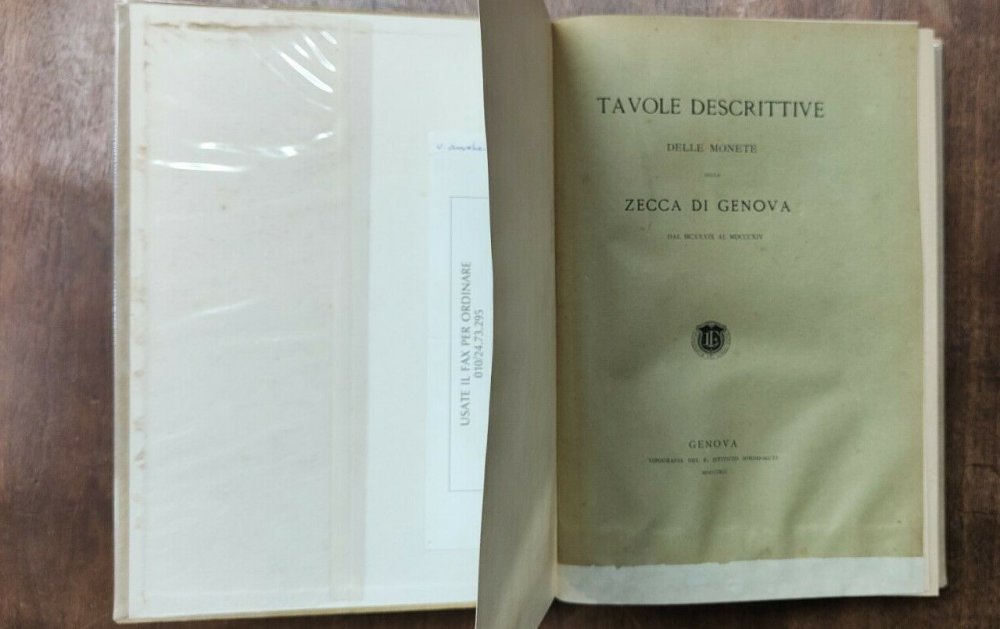 v.
USATE IL FAX PER ORDINARE
010/24.73.295
TAVOLE DESCRITTIVE
DELLE MONETE
DELLA
ZECCA DI GENOVA
DAL MCXXXIX AL MDCCCXIV
GENOVA
TIPOGRAFIA DEL R. ISTITUTO SORDO-MUTI